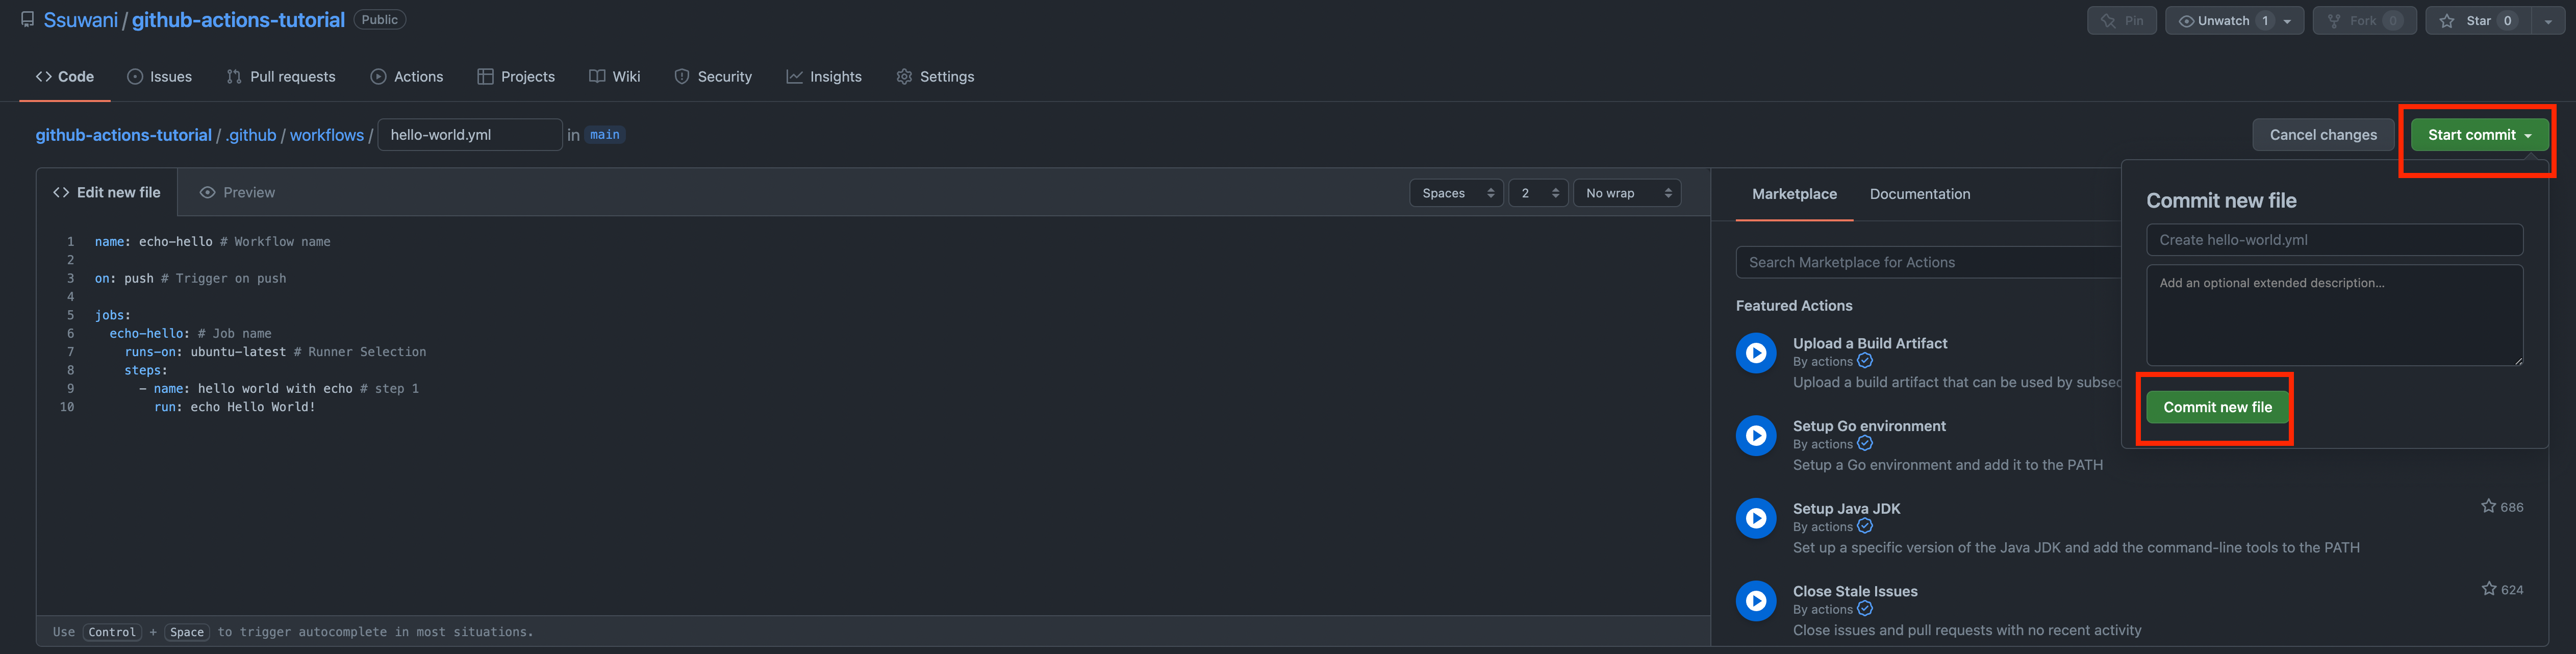 Ssuwani / github-actions-tutorial Public
Pin Unwatch 1 Fork 0 Star 0
Code Issues Pull requests Actions Projects Wiki Security Insights Settings
github-actions-tutorial / .github / workflows / hello-world.yml in main
Cancel changes Start commit
Edit new file Preview
Spaces 2 No wrap
1 name: echo-hello # Workflow name
2
3 on: push # Trigger on push
4
5 jobs:
6 echo-hello: # Job name
7 runs-on: ubuntu-latest # Runner Selection
8 steps:
9 - name: hello world with echo # step 1
10 run: echo Hello World!
Use Control + Space to trigger autocomplete in most situations.
Marketplace Documentation
Search Marketplace for Actions
Featured Actions
Upload a Build Artifact
By actions
Upload a build artifact that can be used by subsec
Setup Go environment
By actions
Setup a Go environment and add it to the PATH
Setup Java JDK 686
By actions
Set up a specific version of the Java JDK and add the command-line tools to the PATH
Close Stale Issues 624
By actions
Close issues and pull requests with no recent activity
Commit new file
Create hello-world.yml
Add an optional extended description...
Commit new file